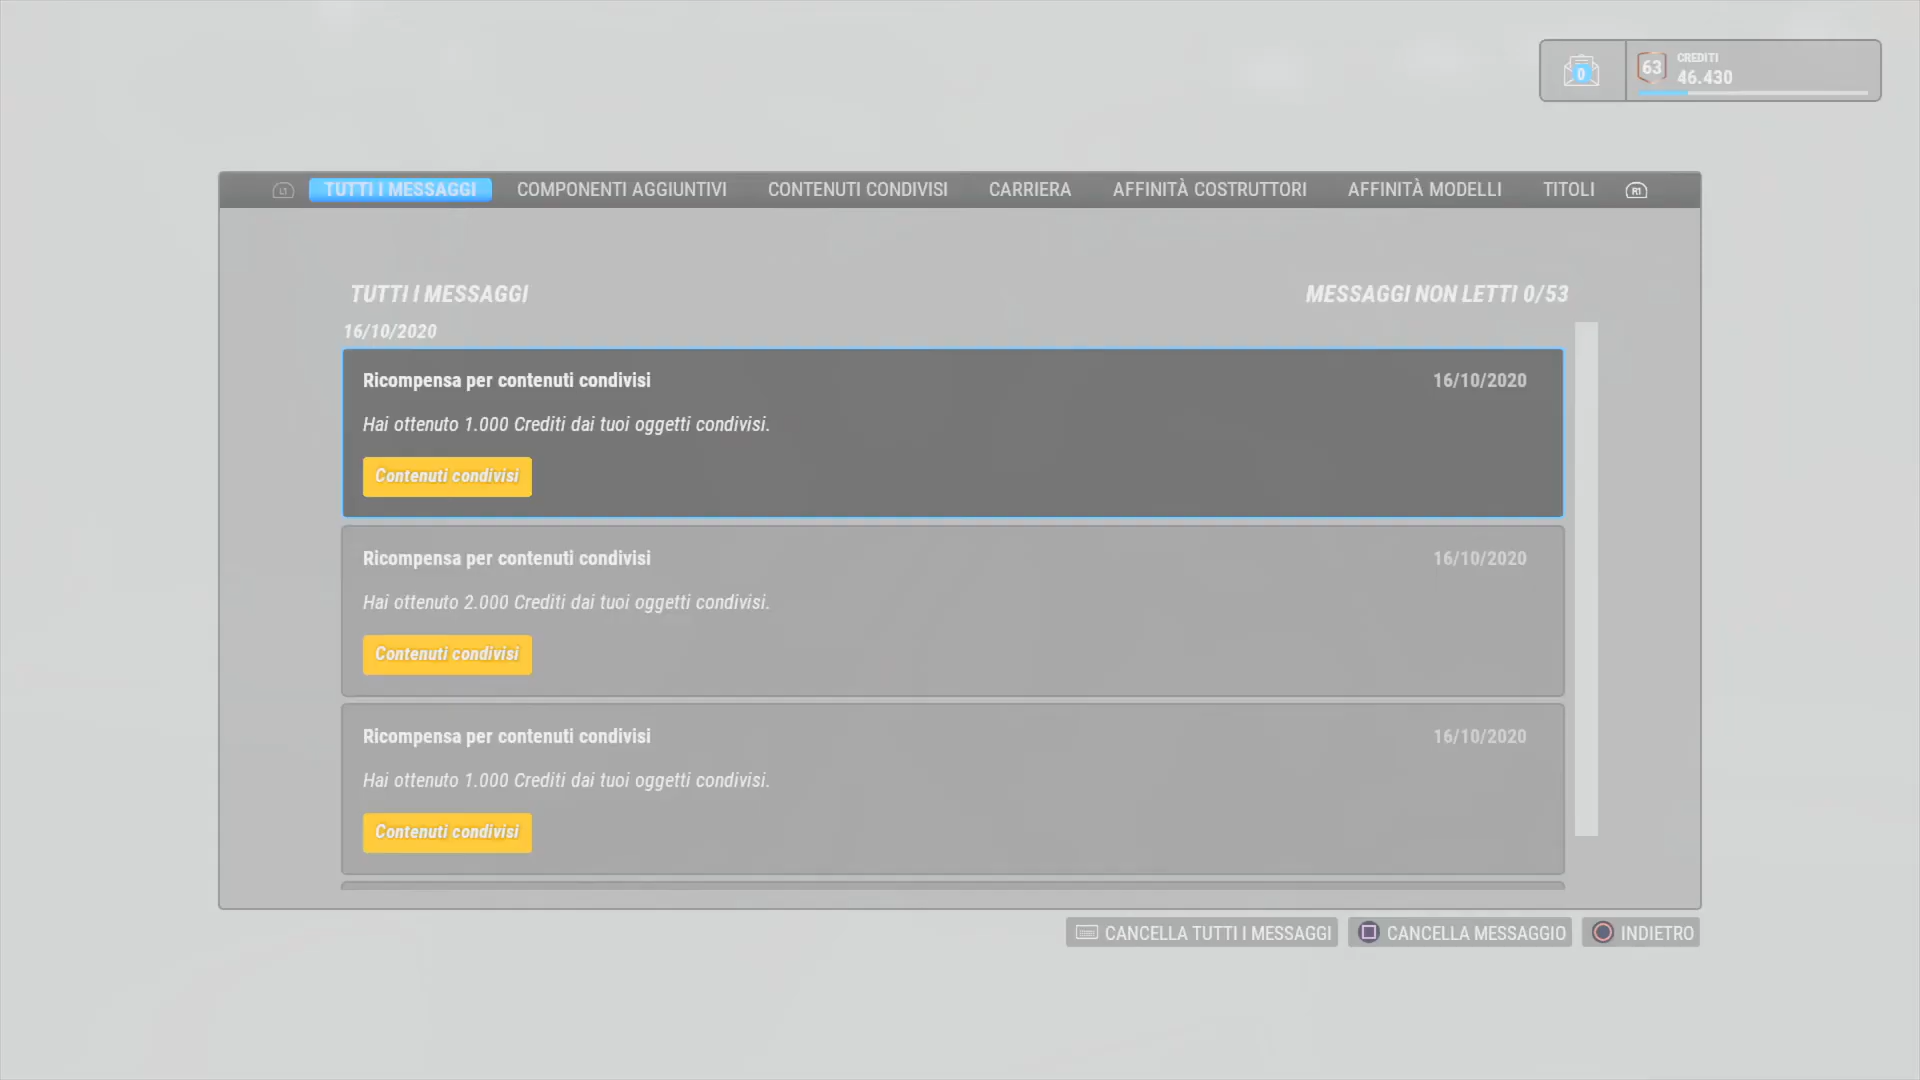 0
63
CREDITI
46.430
TUTTI I MESSAGGI COMPONENTI AGGIUNTIVI CONTENUTI CONDIVISI CARRIERA AFFINITÀ COSTRUTTORI AFFINITÀ MODELLI TITOLI R1
TUTTI I MESSAGGI MESSAGGI NON LETTI 0/53
16/10/2020
Ricompensa per contenuti condivisi 16/10/2020
Hai ottenuto 1.000 Crediti dai tuoi oggetti condivisi.
Contenuti condivisi
Ricompensa per contenuti condivisi 16/10/2020
Hai ottenuto 2.000 Crediti dai tuoi oggetti condivisi.
Contenuti condivisi
Ricompensa per contenuti condivisi 16/10/2020
Hai ottenuto 1.000 Crediti dai tuoi oggetti condivisi.
Contenuti condivisi
CANCELLA TUTTI I MESSAGGI CANCELLA MESSAGGIO INDIETRO